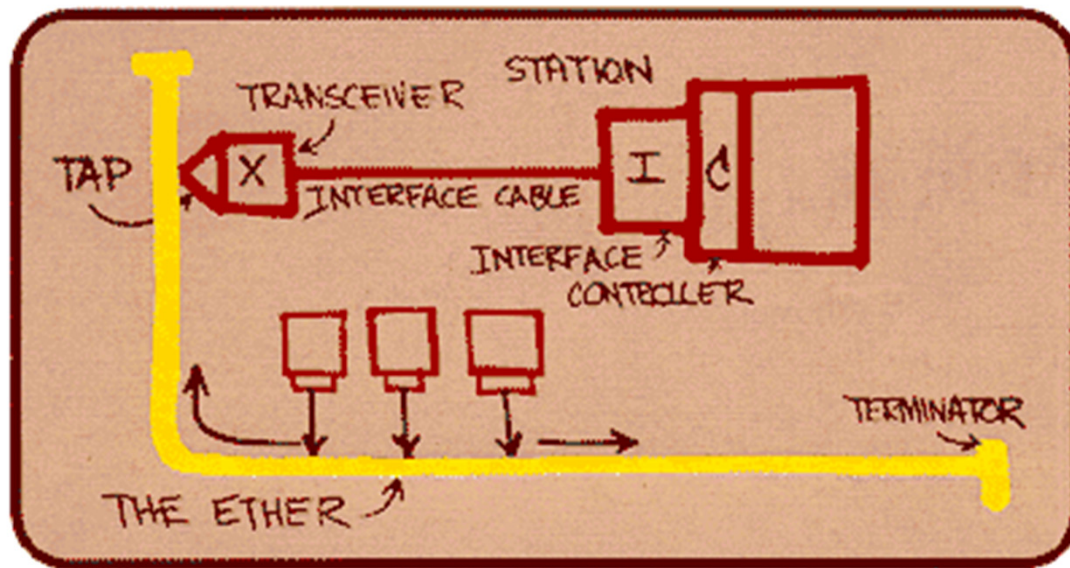 STATION
TRANSCEIVER
TAP
X
I
C
INTERFACE CABLE
INTERFACE
CONTROLLER
TERMINATOR
THE ETHER